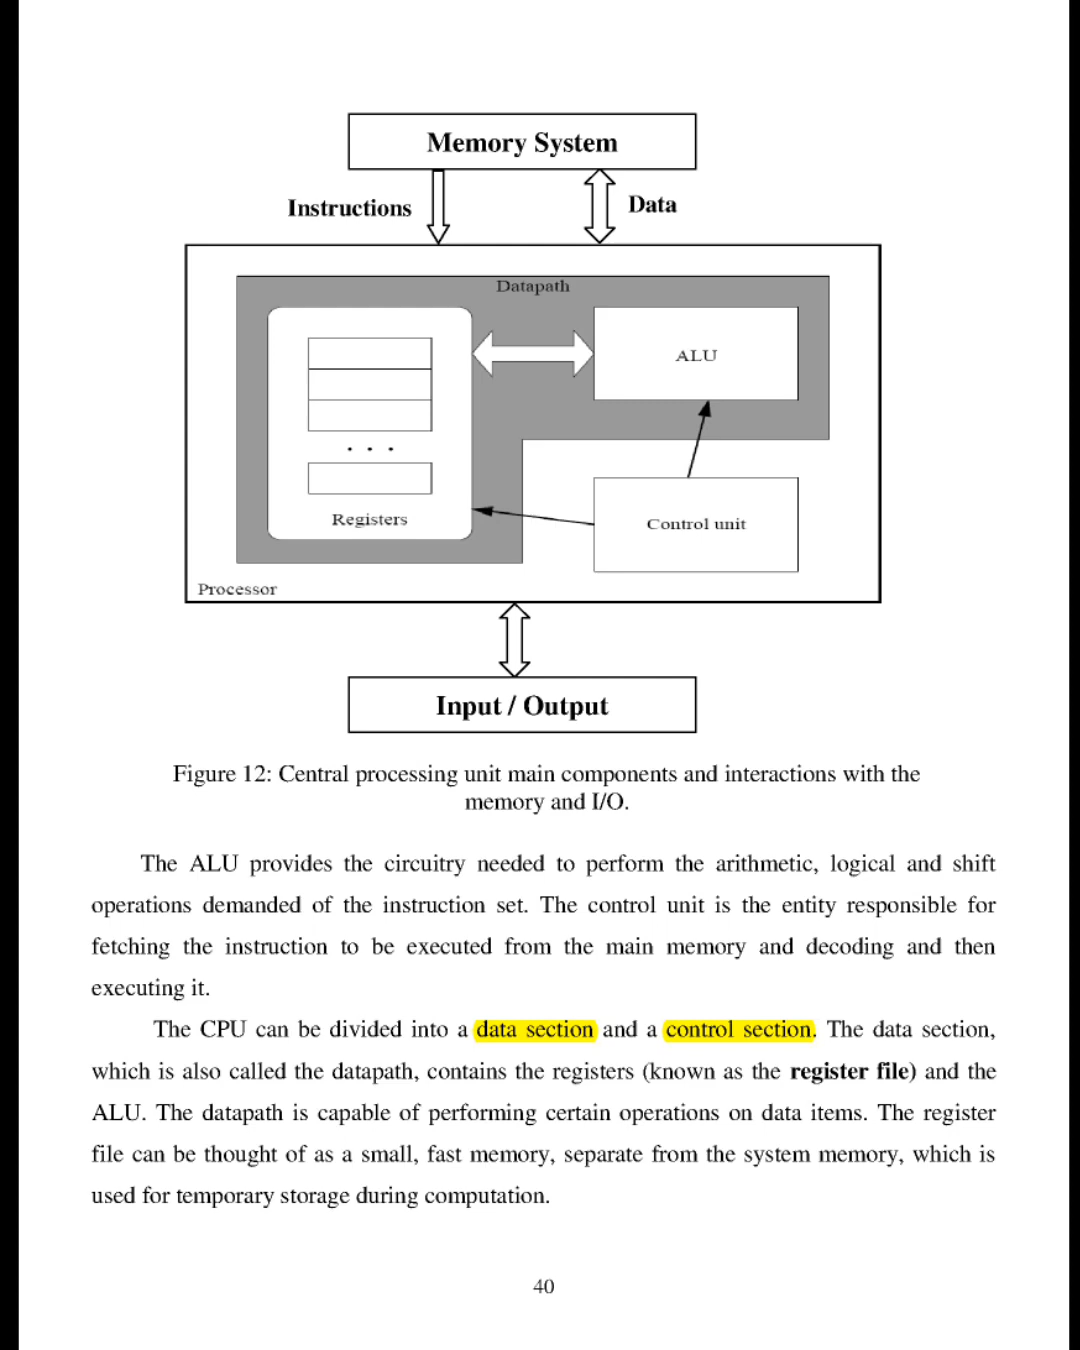 Memory System
Instructions
Data
Datapath
ALU
. . .
Registers
Control unit
Processor
Input / Output
Figure 12: Central processing unit main components and interactions with the
memory and I/O.
The ALU provides the circuitry needed to perform the arithmetic, logical and shift
operations demanded of the instruction set. The control unit is the entity responsible for
fetching the instruction to be executed from the main memory and decoding and then
executing it.
The CPU can be divided into a data section and a control section. The data section,
which is also called the datapath, contains the registers (known as the register file) and the
ALU. The datapath is capable of performing certain operations on data items. The register
file can be thought of as a small, fast memory, separate from the system memory, which is
used for temporary storage during computation.
40